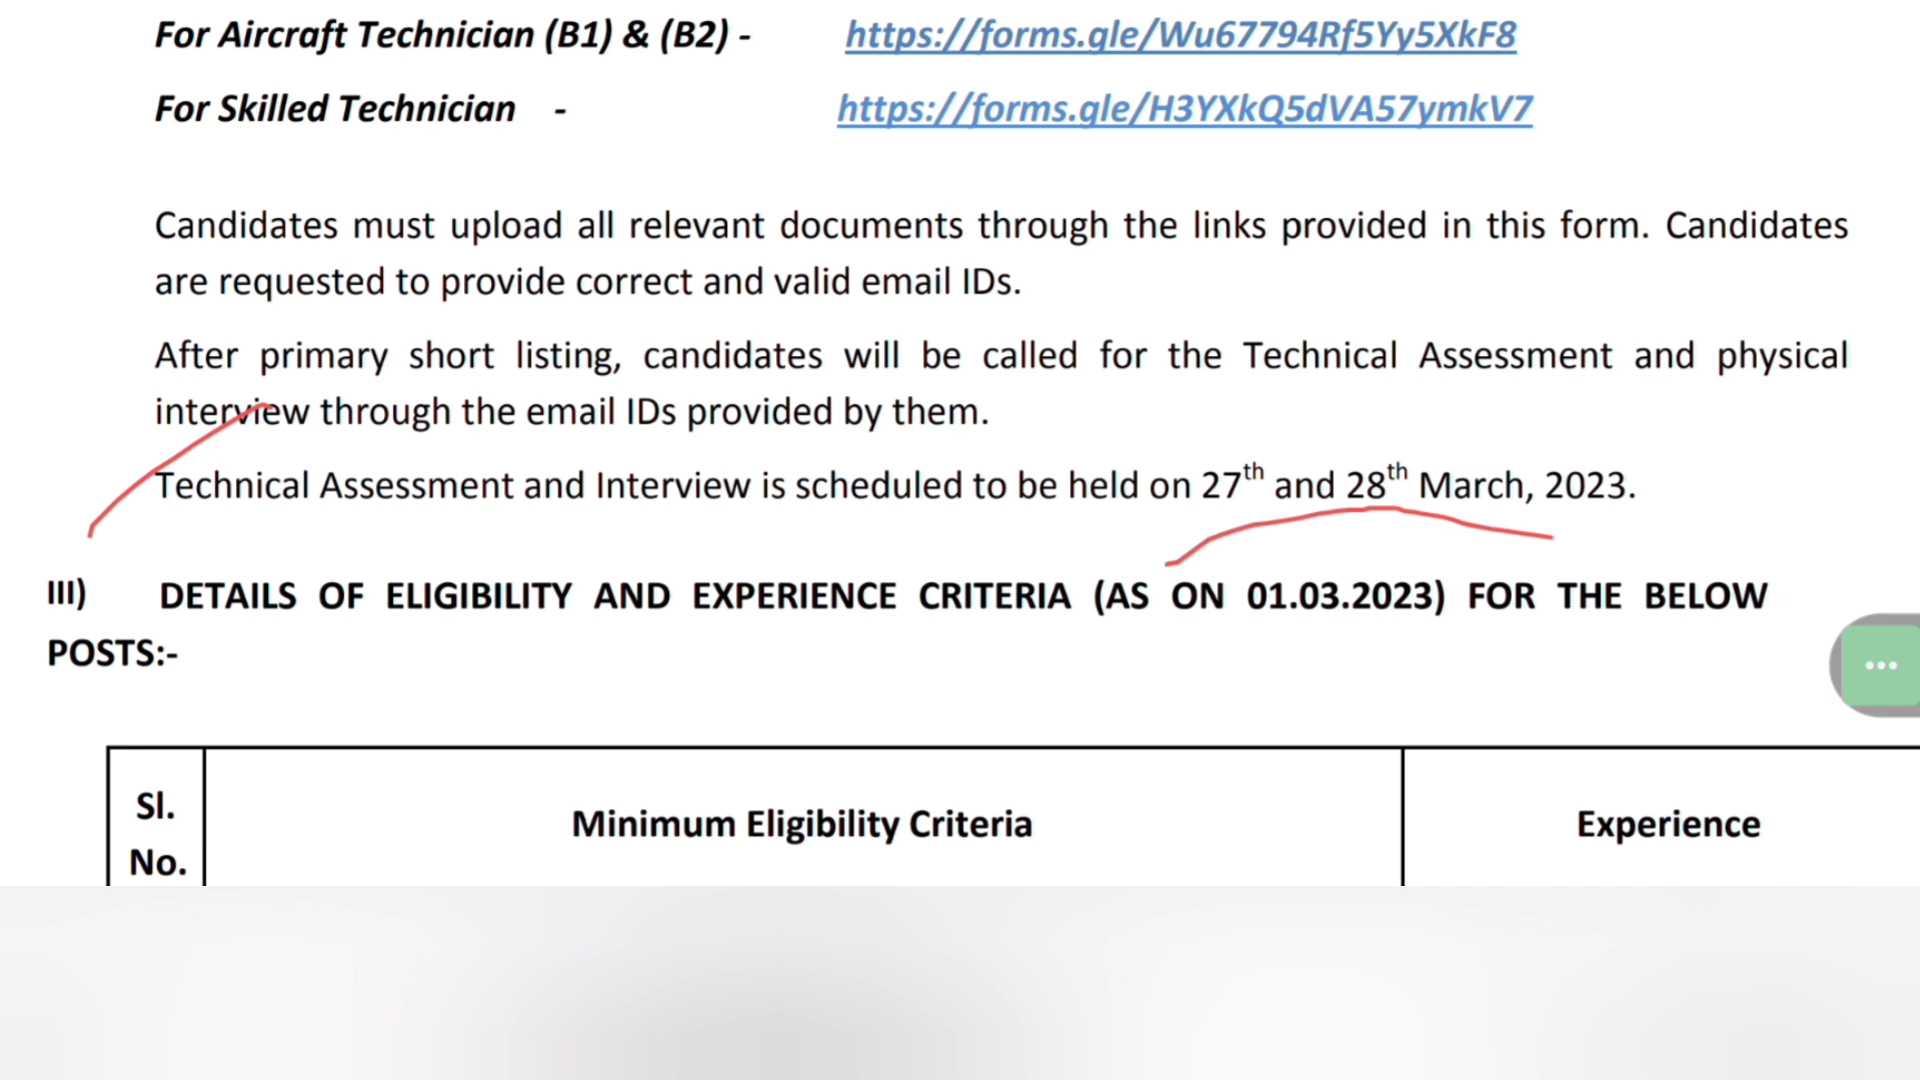 For Aircraft Technician (B1) & (B2) - https://forms.gle/Wu67794Rf5Yy5XkF8
For Skilled Technician - https://forms.gle/H3YXkQ5dVA57ymkV7
Candidates must upload all relevant documents through the links provided in this form. Candidates
are requested to provide correct and valid email IDs.
After primary short listing, candidates will be called for the Technical Assessment and physical
interview through the email IDs provided by them.
Technical Assessment and Interview is scheduled to be held on 27th and 28th March, 2023.
III) DETAILS OF ELIGIBILITY AND EXPERIENCE CRITERIA (AS ON 01.03.2023) FOR THE BELOW
POSTS:-
Sl.
No.
Minimum Eligibility Criteria
Experience